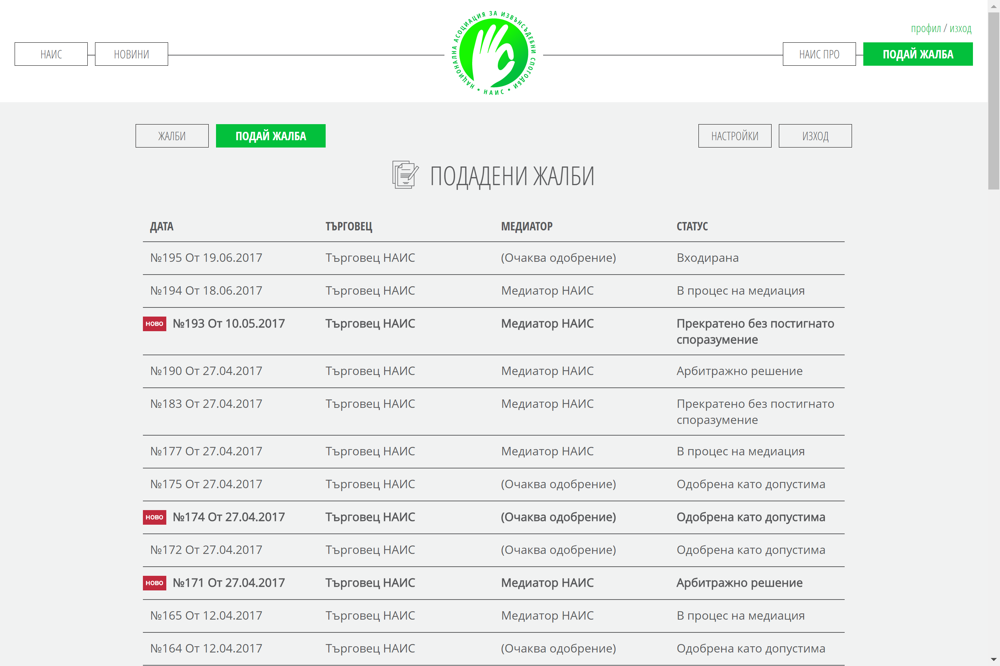 НАЦИОНАЛНА АСОЦИАЦИЯ ЗА ИЗВЪНСЪДЕБНИ СПОГОДБИ
• НАИС •
профил / изход
НАИС
НОВИНИ
НАИС ПРО
ПОДАЙ ЖАЛБА
ЖАЛБИ
ПОДАЙ ЖАЛБА
НАСТРОЙКИ
ИЗХОД
ПОДАДЕНИ ЖАЛБИ
ДАТА ТЪРГОВЕЦ МЕДИАТОР СТАТУС
№195 От 19.06.2017 Търговец НАИС (Очаква одобрение) Входирана
№194 От 18.06.2017 Търговец НАИС Медиатор НАИС В процес на медиация
НОВО №193 От 10.05.2017 Търговец НАИС Медиатор НАИС Прекратено без постигнато
споразумение
№190 От 27.04.2017 Търговец НАИС Медиатор НАИС Арбитражно решение
№183 От 27.04.2017 Търговец НАИС Медиатор НАИС Прекратено без постигнато
споразумение
№177 От 27.04.2017 Търговец НАИС Медиатор НАИС В процес на медиация
№175 От 27.04.2017 Търговец НАИС (Очаква одобрение) Одобрена като допустима
НОВО №174 От 27.04.2017 Търговец НАИС (Очаква одобрение) Одобрена като допустима
№172 От 27.04.2017 Търговец НАИС (Очаква одобрение) Одобрена като допустима
НОВО №171 От 27.04.2017 Търговец НАИС Медиатор НАИС Арбитражно решение
№165 От 12.04.2017 Търговец НАИС Медиатор НАИС В процес на медиация
№164 От 12.04.2017 Търговец НАИС (Очаква одобрение) Одобрена като допустима